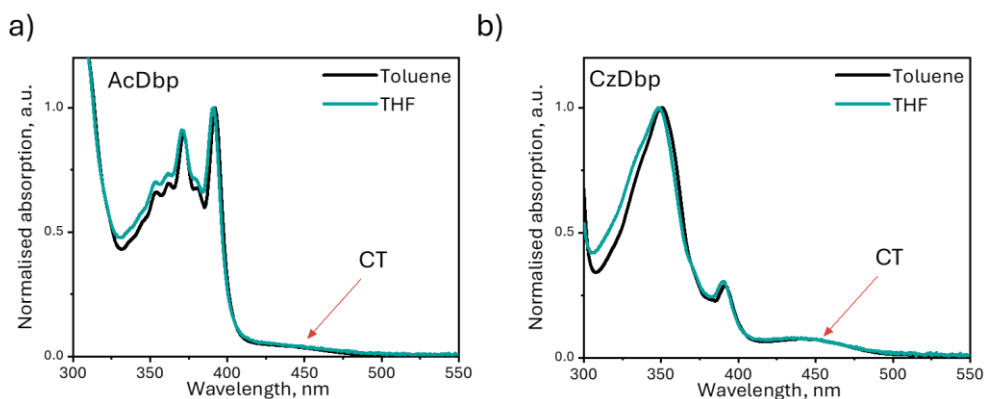 a)
AcDbp
Toluene
THF
CT
Normalised absorption, a.u.
1.0
0.5
0.0
300 350 400 450 500 550
Wavelength, nm
b)
CzDbp
Toluene
THF
CT
Normalised absorption, a.u.
1.0
0.5
0.0
300 350 400 450 500 550
Wavelength, nm